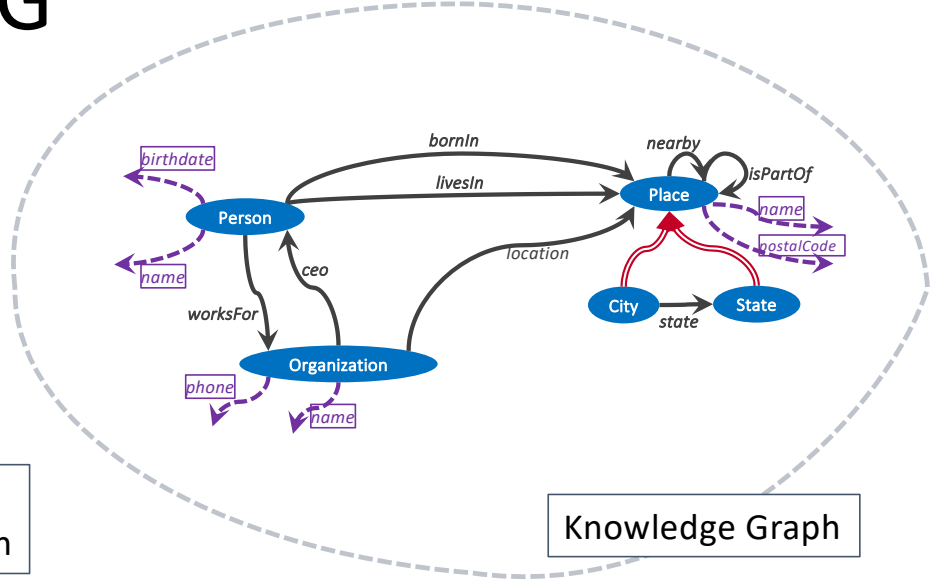 G
bornIn
nearby
birthdate
isPartOf
livesIn
Place
name
Person
postalCode
location
name
ceo
City
State
worksFor
state
Organization
phone
name
Knowledge Graph